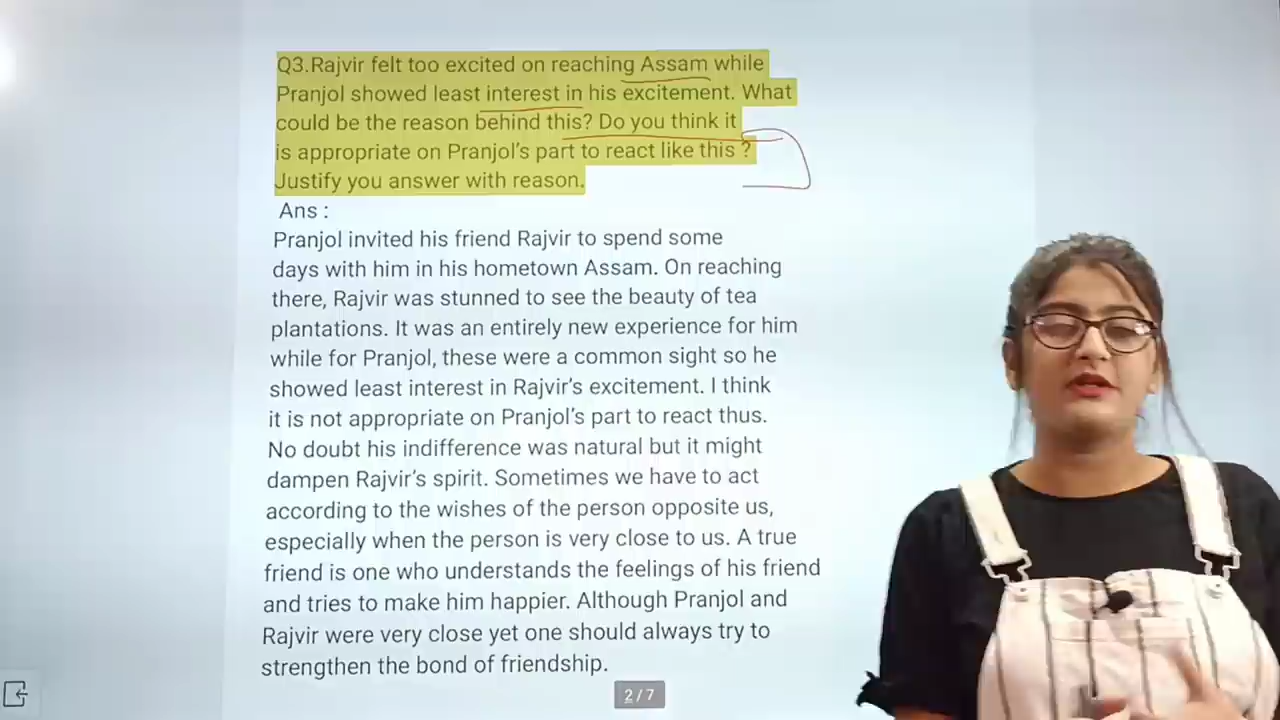 Q3.Rajvir felt too excited on reaching Assam while
Pranjol showed least interest in his excitement. What
could be the reason behind this? Do you think it
is appropriate on Pranjol's part to react like this ?
Justify you answer with reason.
Ans :
Pranjol invited his friend Rajvir to spend some
days with him in his hometown Assam. On reaching
there, Rajvir was stunned to see the beauty of tea
plantations. It was an entirely new experience for him
while for Pranjol, these were a common sight so he
showed least interest in Rajvir's excitement. I think
it is not appropriate on Pranjol's part to react thus.
No doubt his indifference was natural but it might
dampen Rajvir's spirit. Sometimes we have to act
according to the wishes of the person opposite us,
especially when the person is very close to us. A true
friend is one who understands the feelings of his friend
and tries to make him happier. Although Pranjol and
Rajvir were very close yet one should always try to
strengthen the bond of friendship.
2/7